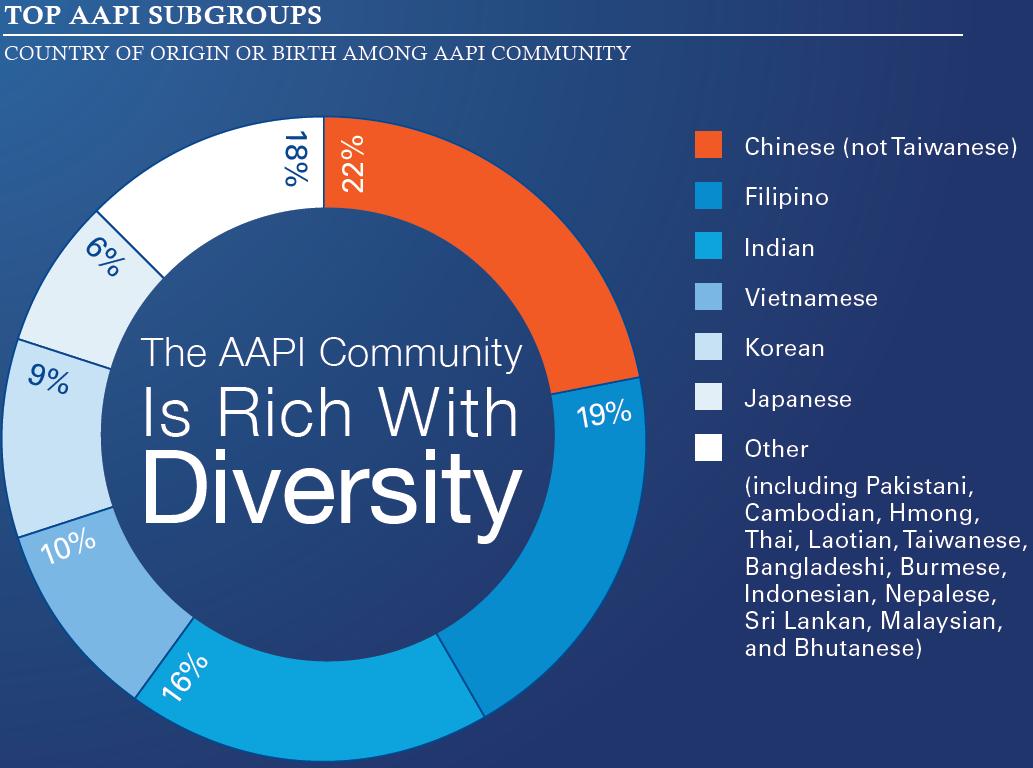 TOP AAPI SUBGROUPS
COUNTRY OF ORIGIN OR BIRTH AMONG AAPI COMMUNITY
18%
22%
6%
9%
19%
10%
16%
The AAPI Community
Is Rich With
Diversity
Chinese (not Taiwanese)
Filipino
Indian
Vietnamese
Korean
Japanese
Other
(including Pakistani,
Cambodian, Hmong,
Thai, Laotian, Taiwanese,
Bangladeshi, Burmese,
Indonesian, Nepalese,
Sri Lankan, Malaysian,
and Bhutanese)